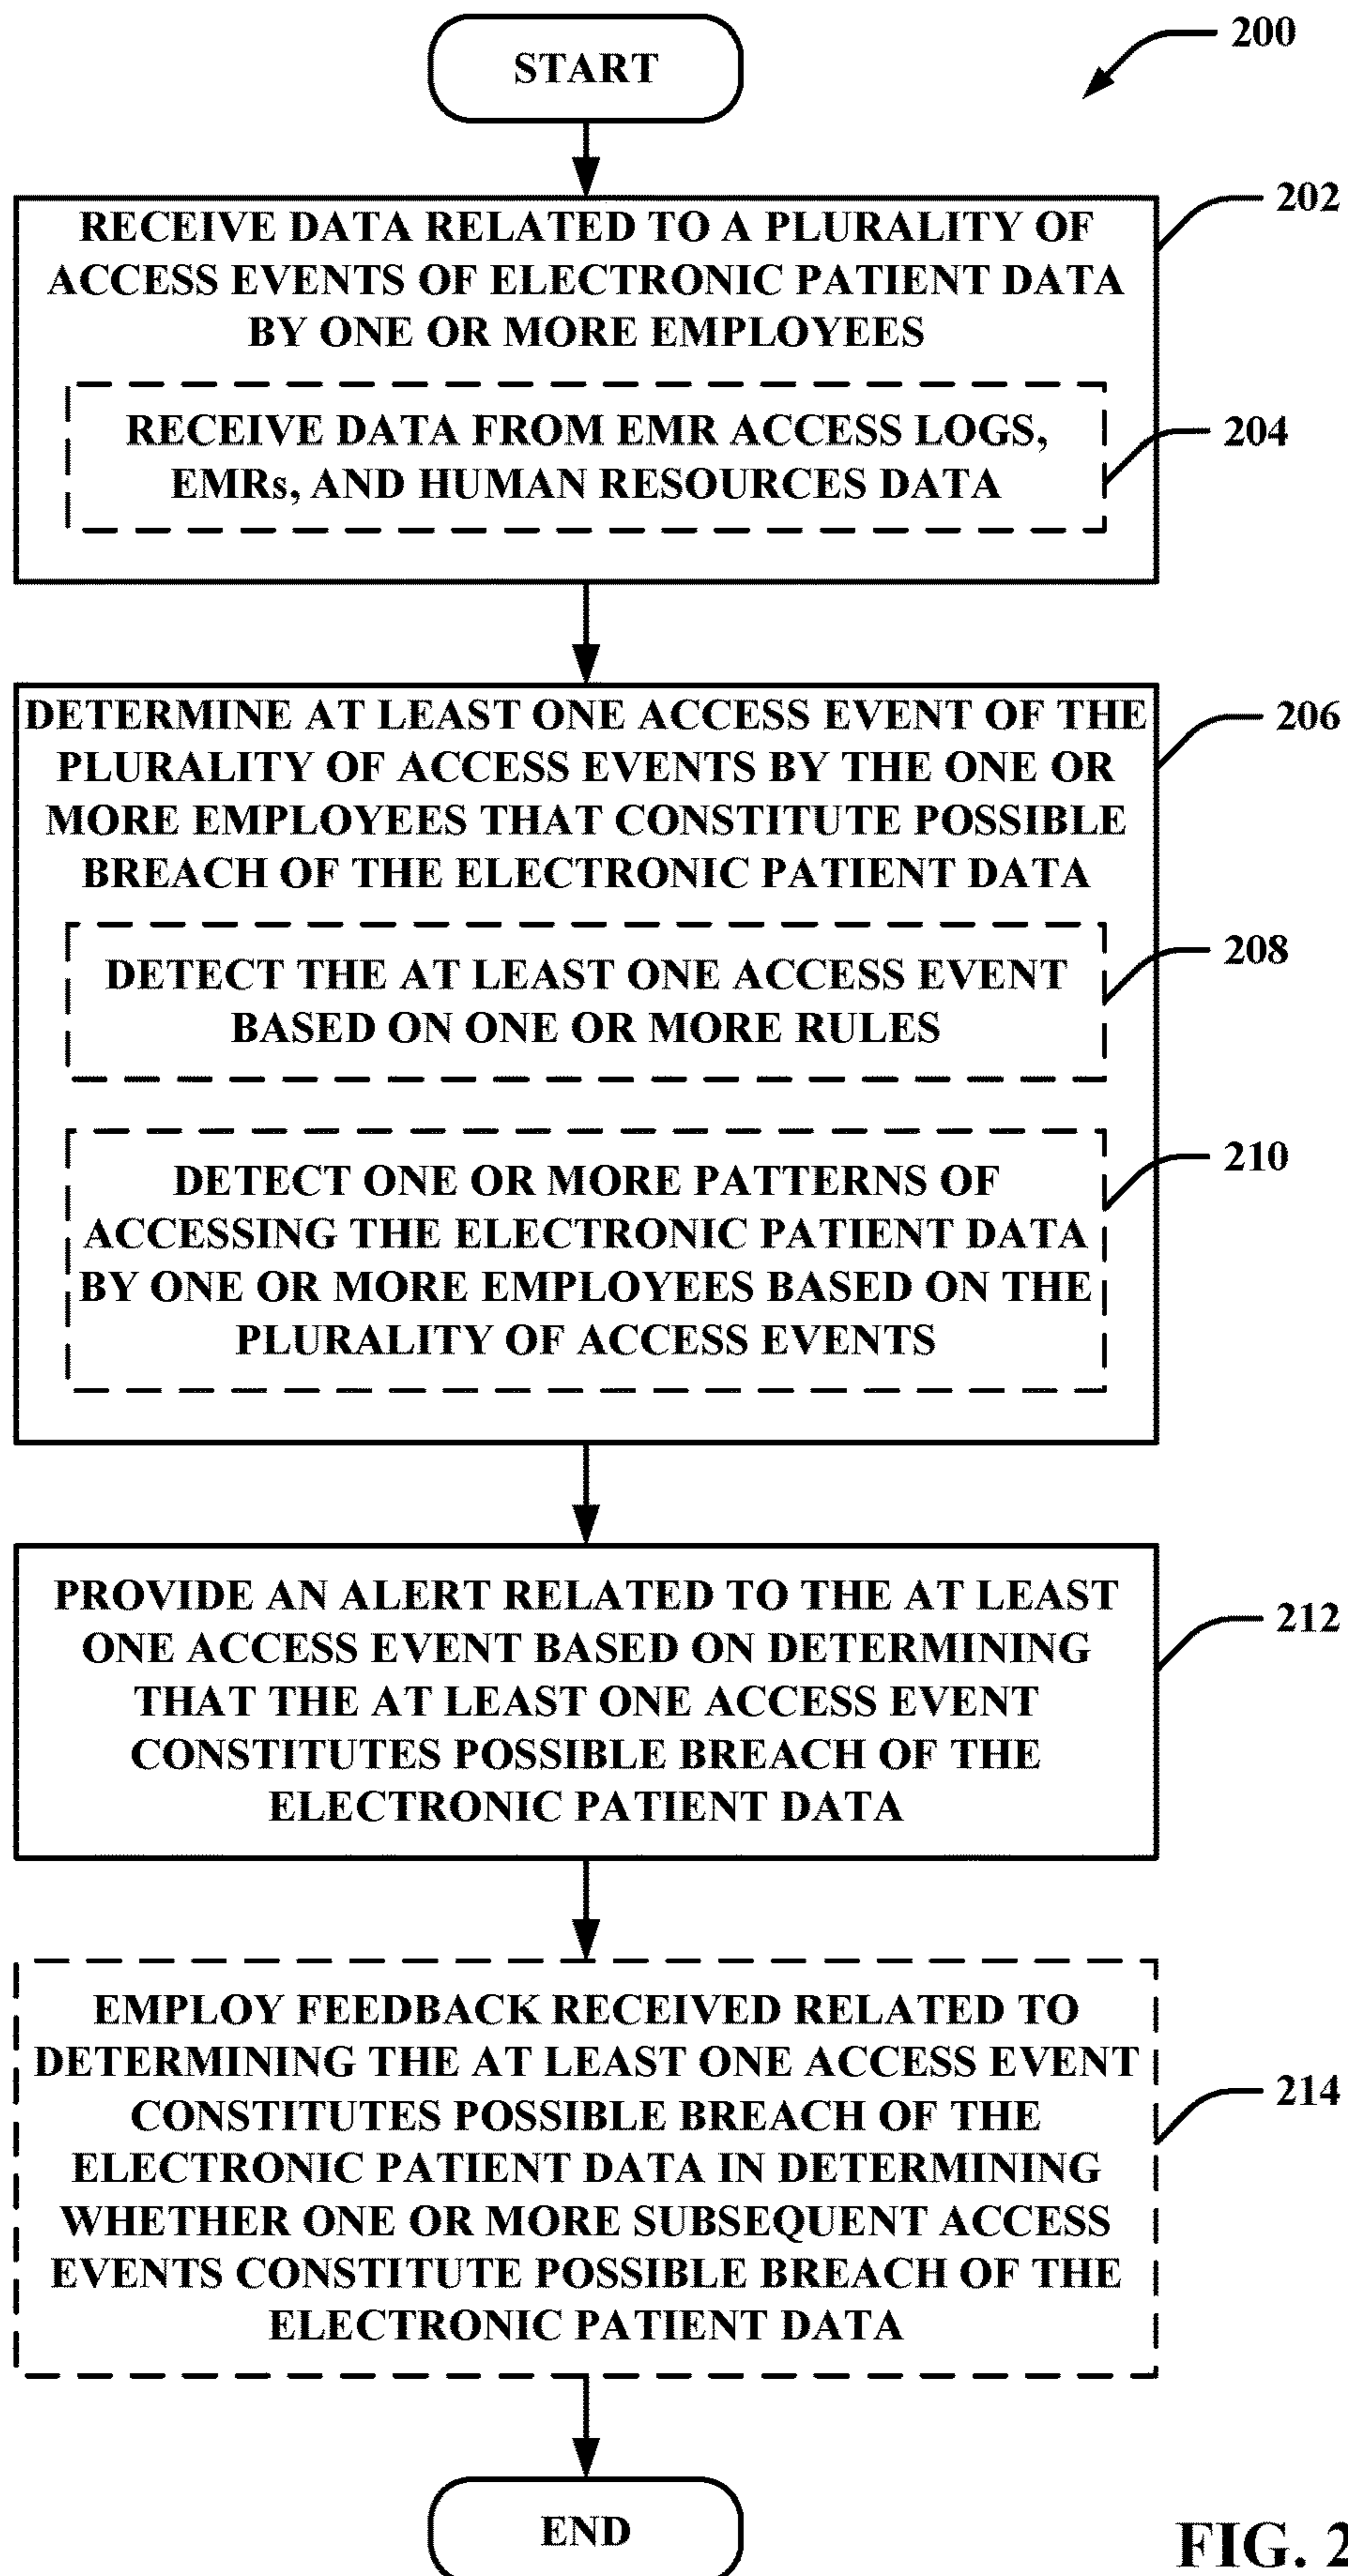 200
START
202
RECEIVE DATA RELATED TO A PLURALITY OF
ACCESS EVENTS OF ELECTRONIC PATIENT DATA
BY ONE OR MORE EMPLOYEES
204
RECEIVE DATA FROM EMR ACCESS LOGS,
EMRs, AND HUMAN RESOURCES DATA
206
DETERMINE AT LEAST ONE ACCESS EVENT OF THE
PLURALITY OF ACCESS EVENTS BY THE ONE OR
MORE EMPLOYEES THAT CONSTITUTE POSSIBLE
BREACH OF THE ELECTRONIC PATIENT DATA
208
DETECT THE AT LEAST ONE ACCESS EVENT
BASED ON ONE OR MORE RULES
210
DETECT ONE OR MORE PATTERNS OF
ACCESSING THE ELECTRONIC PATIENT DATA
BY ONE OR MORE EMPLOYEES BASED ON THE
PLURALITY OF ACCESS EVENTS
212
PROVIDE AN ALERT RELATED TO THE AT LEAST
ONE ACCESS EVENT BASED ON DETERMINING
THAT THE AT LEAST ONE ACCESS EVENT
CONSTITUTES POSSIBLE BREACH OF THE
ELECTRONIC PATIENT DATA
214
EMPLOY FEEDBACK RECEIVED RELATED TO
DETERMINING THE AT LEAST ONE ACCESS EVENT
CONSTITUTES POSSIBLE BREACH OF THE
ELECTRONIC PATIENT DATA IN DETERMINING
WHETHER ONE OR MORE SUBSEQUENT ACCESS
EVENTS CONSTITUTE POSSIBLE BREACH OF THE
ELECTRONIC PATIENT DATA
END
FIG. 2